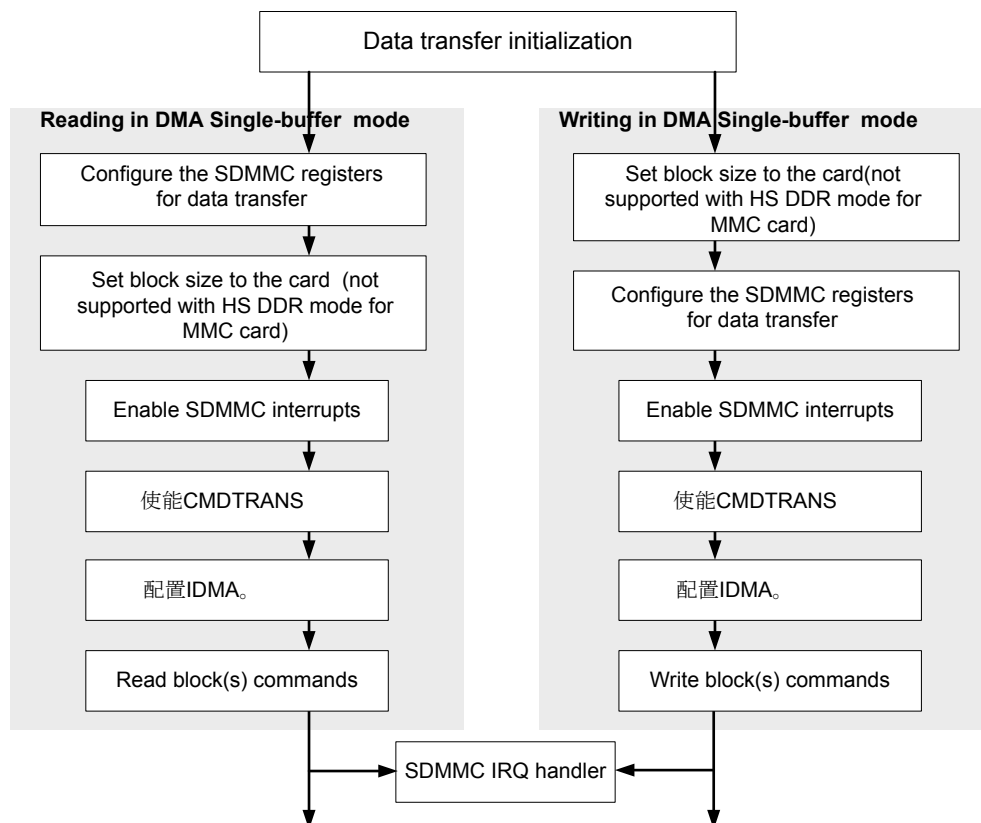 Data transfer initialization
Reading in DMA Single-buffer mode
Configure the SDMMC registers
for data transfer
Set block size to the card (not
supported with HS DDR mode for
MMC card)
Enable SDMMC interrupts
使能CMDTRANS
配置IDMA。
Read block(s) commands
Writing in DMA Single-buffer mode
Set block size to the card(not
supported with HS DDR mode for
MMC card)
Configure the SDMMC registers
for data transfer
Enable SDMMC interrupts
使能CMDTRANS
配置IDMA。
Write block(s) commands
SDMMC IRQ handler